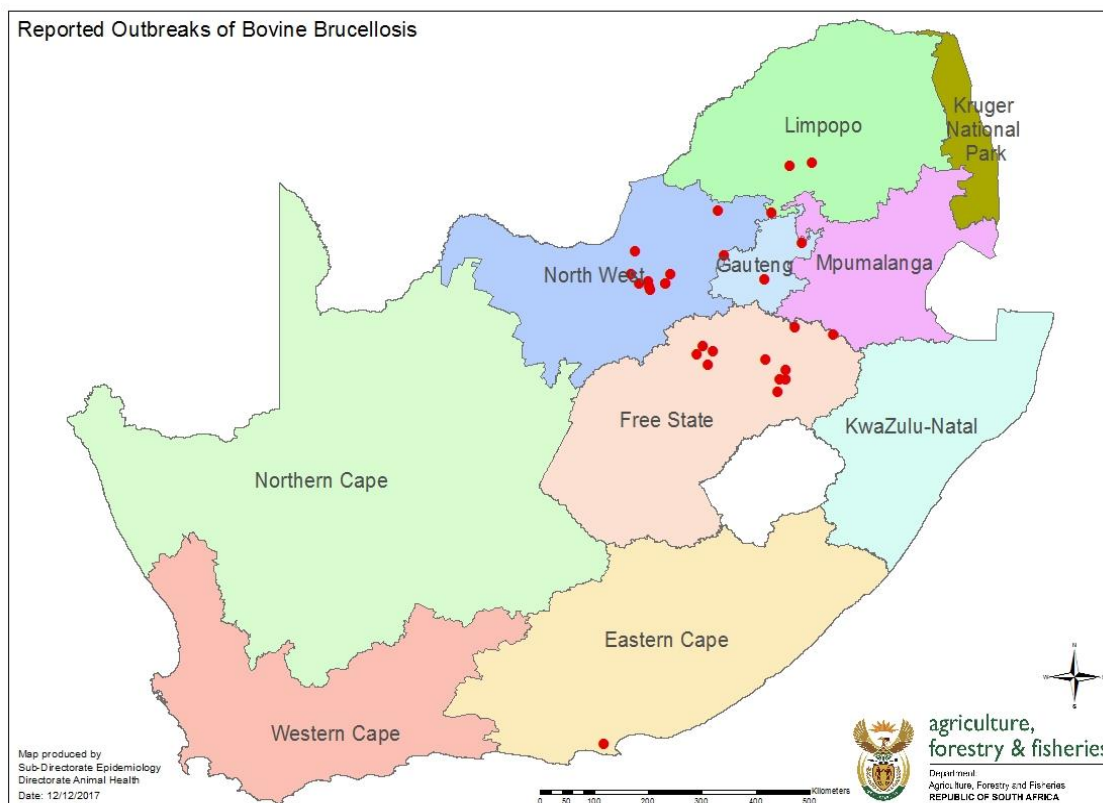 Reported Outbreaks of Bovine Brucellosis
Kruger
National
Park
Limpopo
North West
Gauteng
Mpumalanga
Free State
KwaZulu-Natal
Northern Cape
Eastern Cape
Western Cape
N
W
E
S
Map produced by
Sub-Directorate Epidemiology
Directorate Animal Health
Date: 12/12/2017
Kilometers
0 50 100 200 300 400 500
agriculture,
forestry & fisheries
Department:
Agriculture, Forestry and Fisheries
REPUBLIC OF SOUTH AFRICA